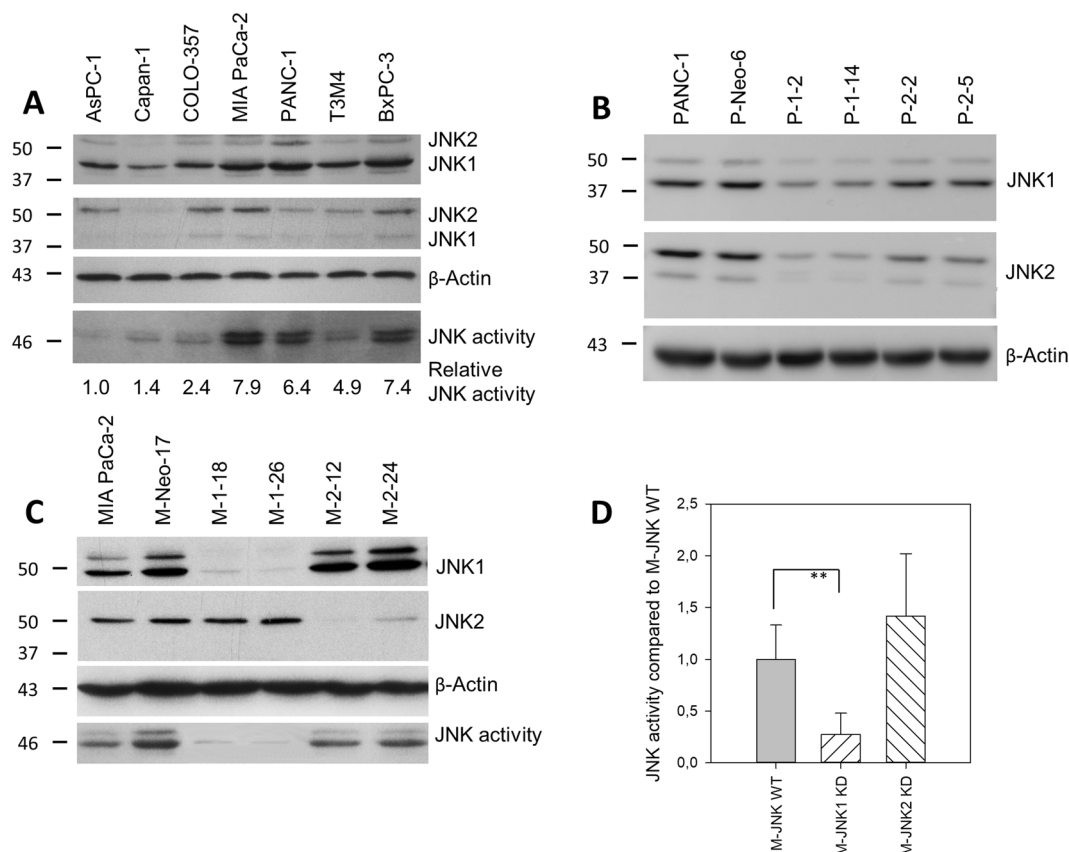 A
AsPC-1
Capan-1
COLO-357
MIA PaCa-2
PANC-1
T3M4
BxPC-3
50
37
JNK2
JNK1
50
37
JNK2
JNK1
43
β-Actin
46
JNK activity
Relative
1.0 1.4 2.4 7.9 6.4 4.9 7.4 JNK activity
B
PANC-1
P-Neo-6
P-1-2
P-1-14
P-2-2
P-2-5
50
37
JNK1
50
37
JNK2
43
β-Actin
C
MIA PaCa-2
M-Neo-17
M-1-18
M-1-26
M-2-12
M-2-24
50
JNK1
50
37
JNK2
43
β-Actin
46
JNK activity
D
JNK activity compared to M-JNK WT
2,5
2,0
1,5
1,0
0,5
0,0
**
M-JNK WT
M-JNK1 KD
M-JNK2 KD